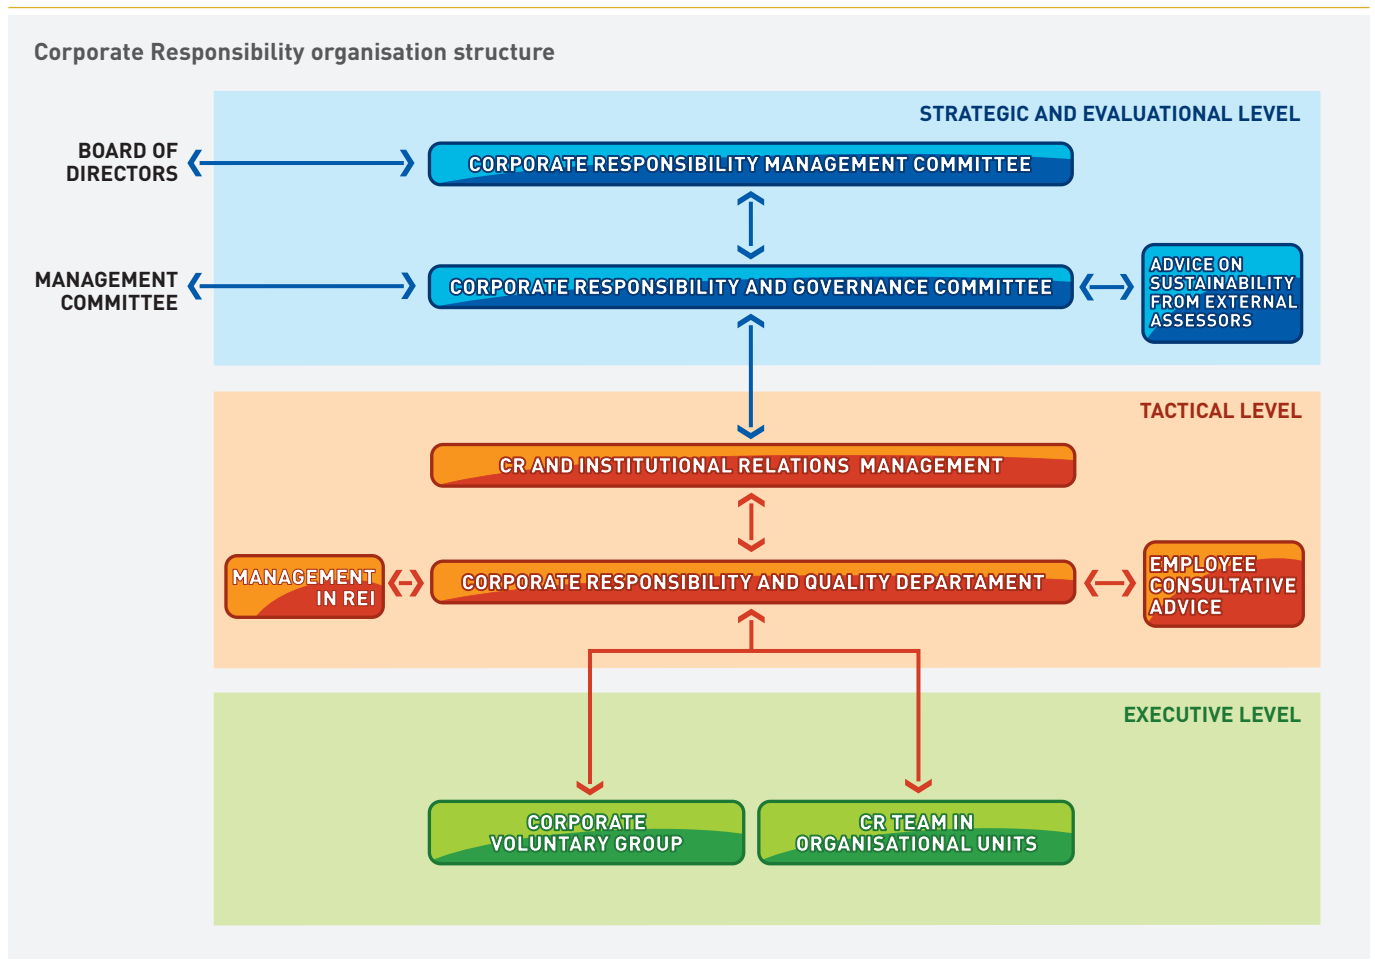 Corporate Responsibility organisation structure
STRATEGIC AND EVALUATIONAL LEVEL
BOARD OF
DIRECTORS
CORPORATE RESPONSIBILITY MANAGEMENT COMMITTEE
MANAGEMENT
COMMITTEE
CORPORATE RESPONSIBILITY AND GOVERNANCE COMMITTEE
ADVICE ON
SUSTAINABILITY
FROM EXTERNAL
ASSESSORS
TACTICAL LEVEL
CR AND INSTITUTIONAL RELATIONS MANAGEMENT
MANAGEMENT
IN REI
CORPORATE RESPONSIBILITY AND QUALITY DEPARTAMENT
EMPLOYEE
CONSULTATIVE
ADVICE
EXECUTIVE LEVEL
CORPORATE
VOLUNTARY GROUP
CR TEAM IN
ORGANISATIONAL UNITS